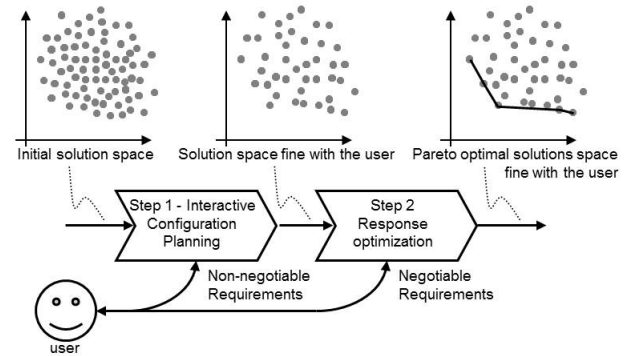 Initial solution space
Solution space fine with the user
Pareto optimal solutions space
fine with the user
Step 1 - Interactive
Configuration
Planning
Step 2
Response
optimization
Non-negotiable
Requirements
Negotiable
Requirements
user